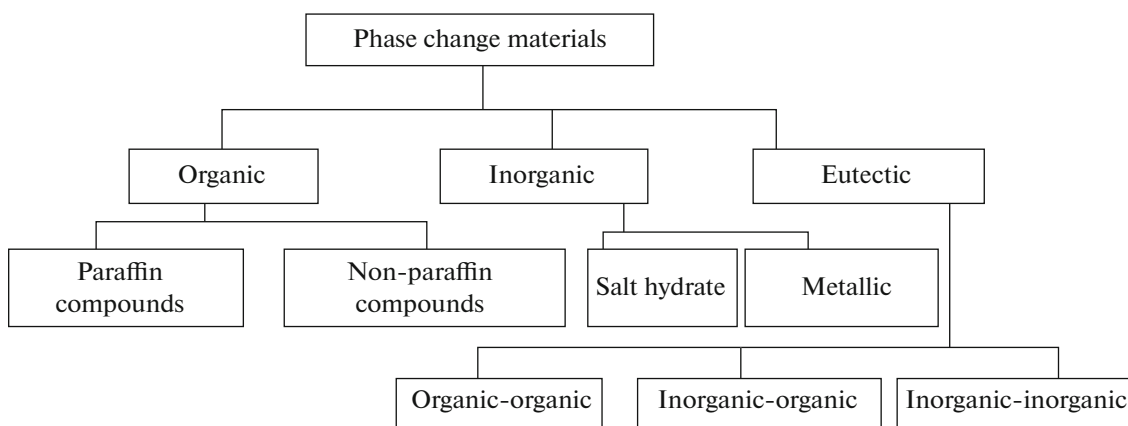 Phase change materials
Organic
Inorganic
Eutectic
Paraffin
compounds
Non-paraffin
compounds
Salt hydrate
Metallic
Organic-organic
Inorganic-organic
Inorganic-inorganic